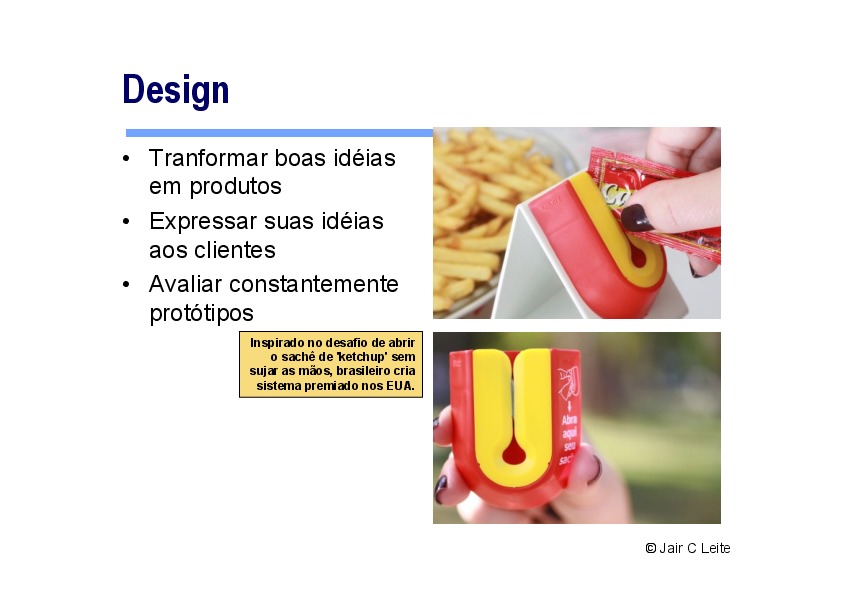 Design
• Tranformar boas idéias
em produtos
• Expressar suas idéias
aos clientes
• Avaliar constantemente
protótipos
Inspirado no desafio de abrir
o sachê de 'ketchup' sem
sujar as mãos, brasileiro cria
sistema premiado nos EUA.
Abra
aqui
seu
© Jair C Leite